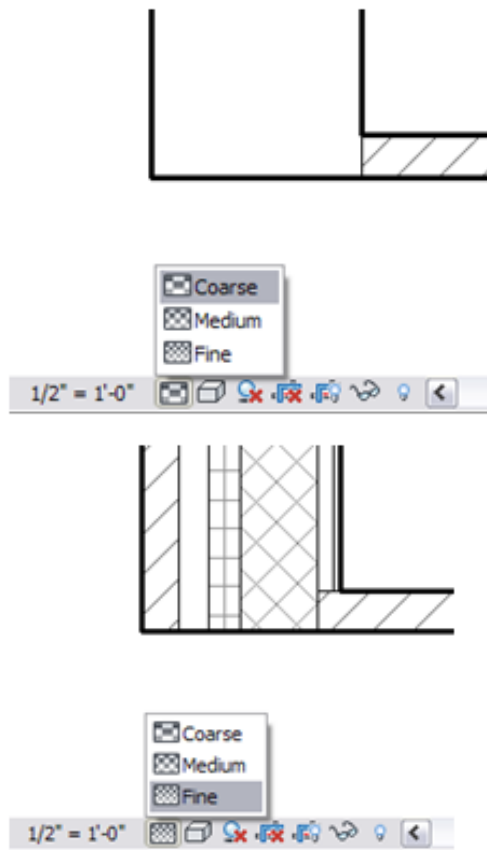 Coarse
Medium
Fine
1/2" = 1'-0"
Coarse
Medium
Fine
1/2" = 1'-0"